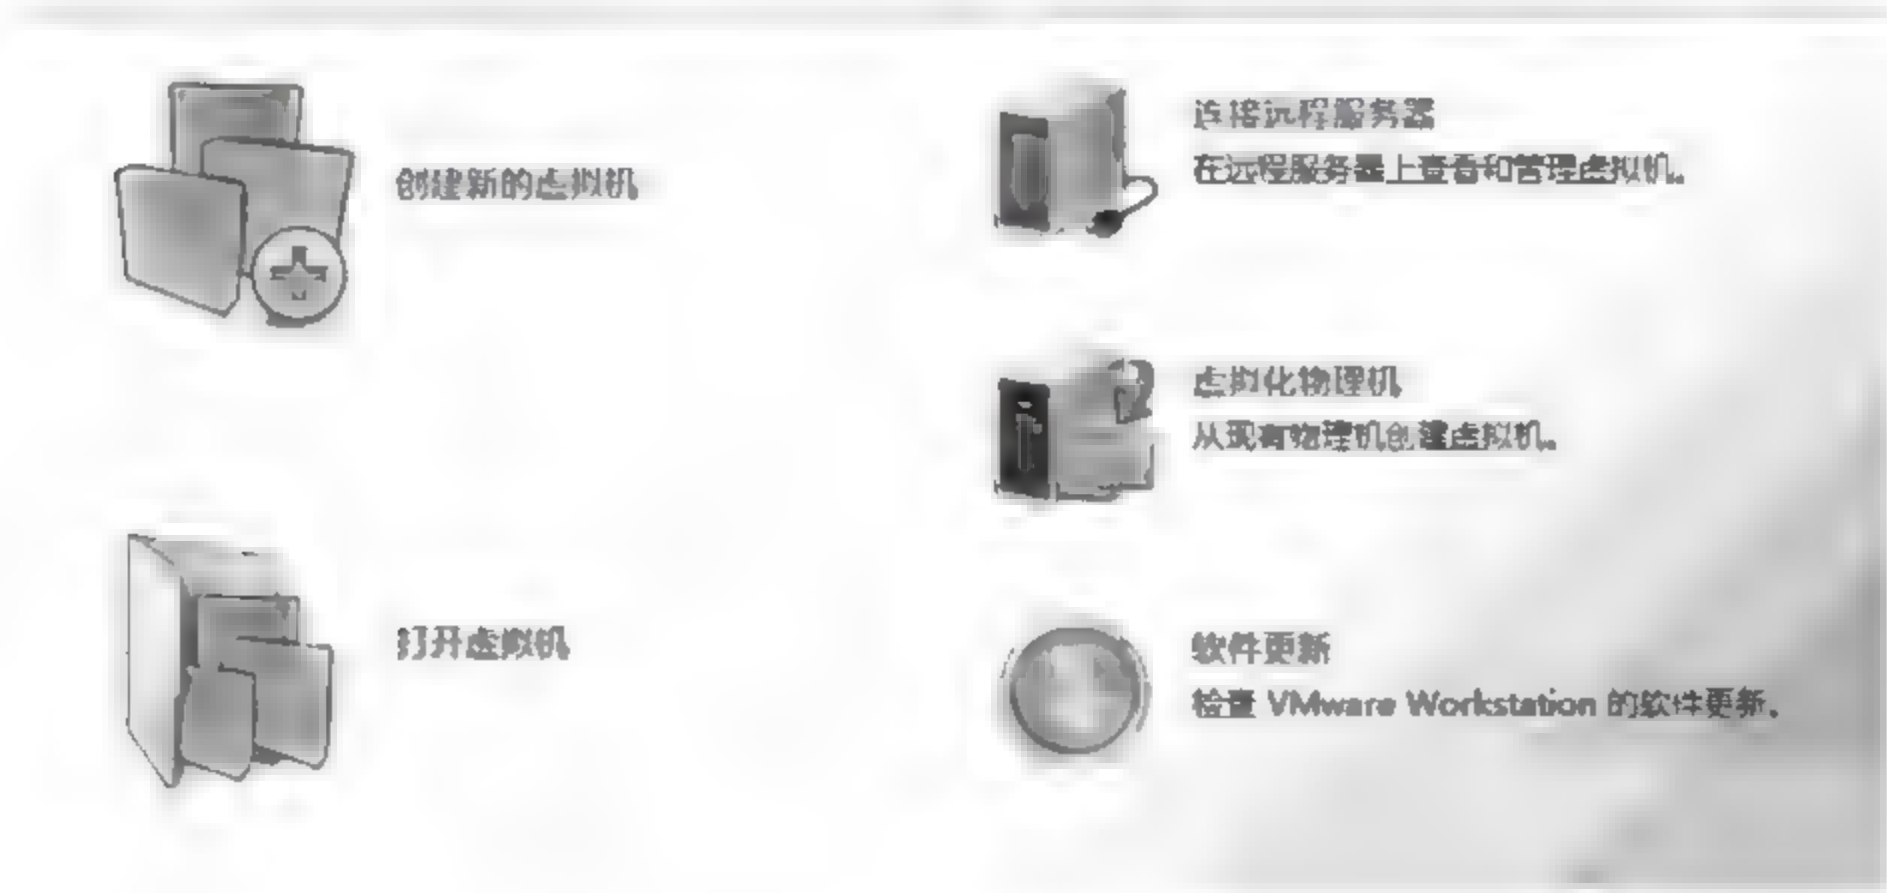 创建新的虚拟机
打开虚拟机
连接远程服务器
在远程服务器上查看和管理虚拟机。
虚拟化物理机
从现有物理机创建虚拟机。
软件更新
检查 VMware Workstation 的软件更新。